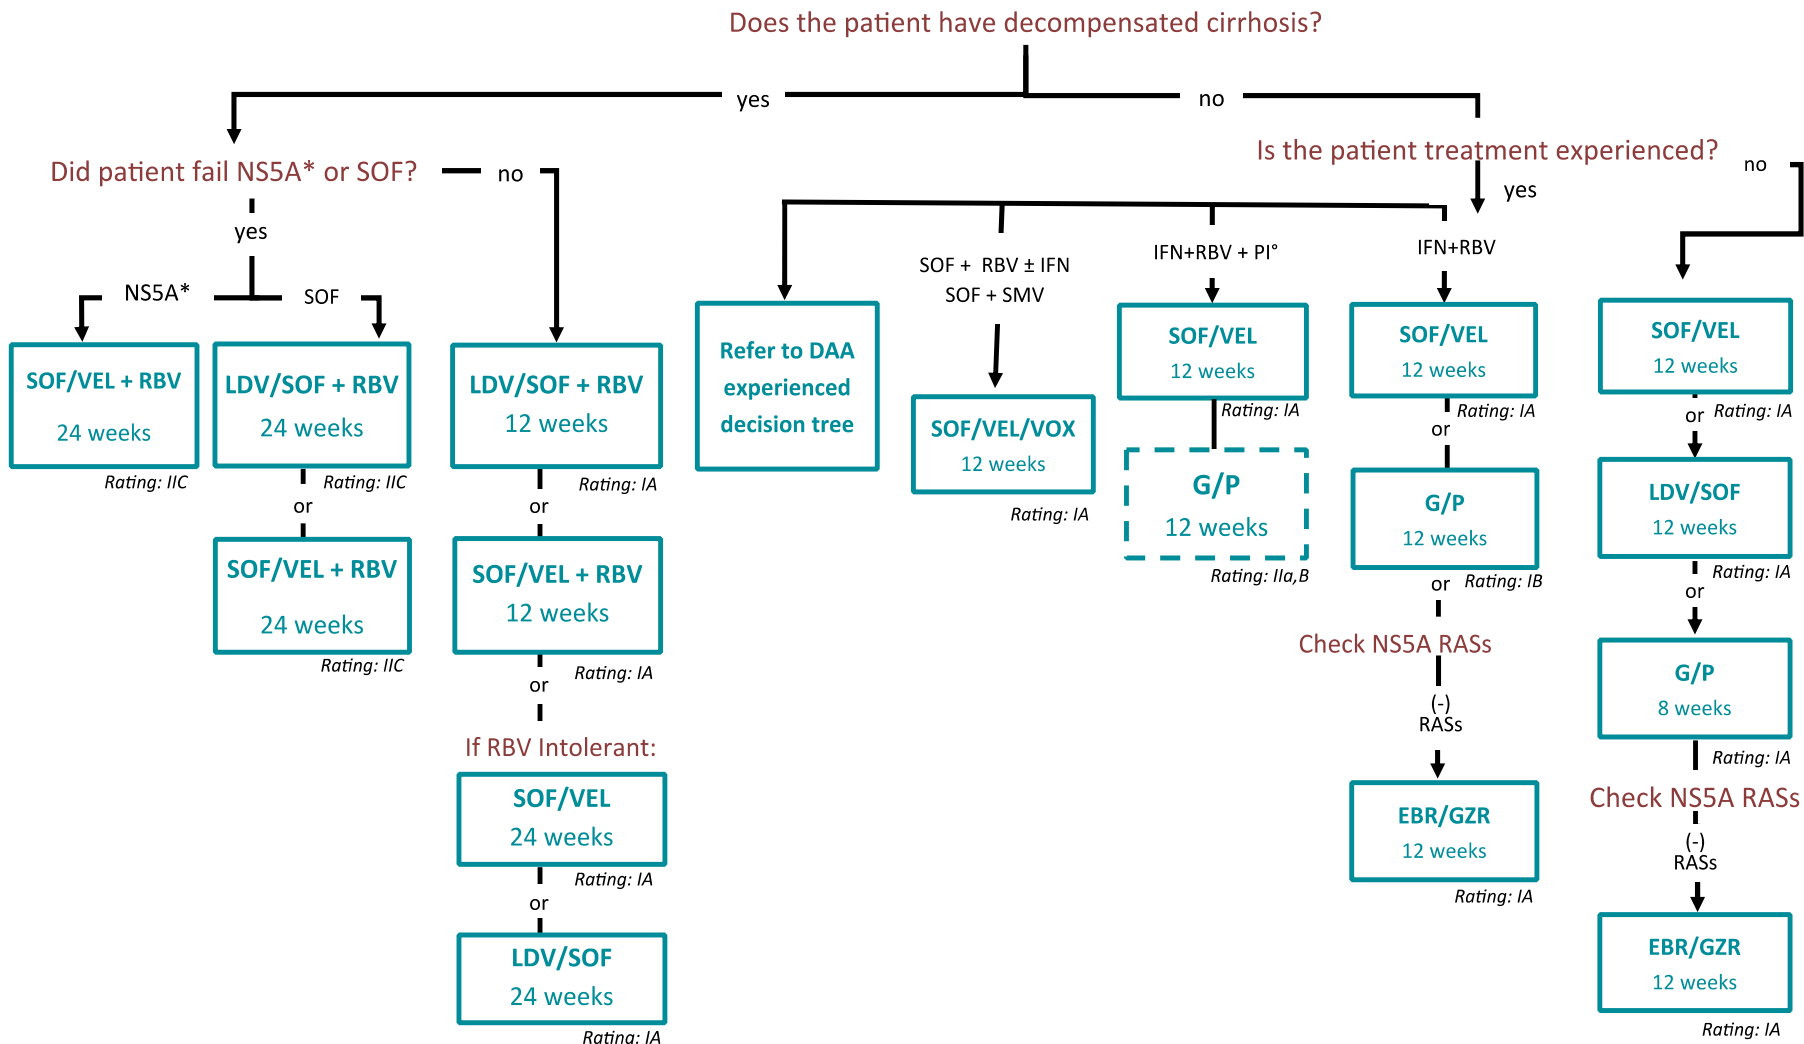 Does the patient have decompensated cirrhosis?
yes
no
Did patient fail NS5A* or SOF?
no
yes
NS5A*
SOF
SOF/VEL + RBV
24 weeks
Rating: IIC
LDV/SOF + RBV
24 weeks
Rating: IIC
or
SOF/VEL + RBV
24 weeks
Rating: IIC
LDV/SOF + RBV
12 weeks
Rating: IA
or
SOF/VEL + RBV
12 weeks
Rating: IA
or
If RBV Intolerant:
SOF/VEL
24 weeks
Rating: IA
or
LDV/SOF
24 weeks
Rating: IA
Is the patient treatment experienced?
yes
no
Refer to DAA
experienced
decision tree
SOF + RBV ± IFN
SOF + SMV
SOF/VEL/VOX
12 weeks
Rating: IA
IFN+RBV + PI°
SOF/VEL
12 weeks
Rating: IA
G/P
12 weeks
Rating: IIa,B
IFN+RBV
SOF/VEL
12 weeks
Rating: IA
or
G/P
12 weeks
Rating: IB
or
Check NS5A RASs
(-)
RASs
EBR/GZR
12 weeks
Rating: IA
SOF/VEL
12 weeks
Rating: IA
or
LDV/SOF
12 weeks
Rating: IA
or
G/P
8 weeks
Rating: IA
Check NS5A RASs
(-)
RASs
EBR/GZR
12 weeks
Rating: IA